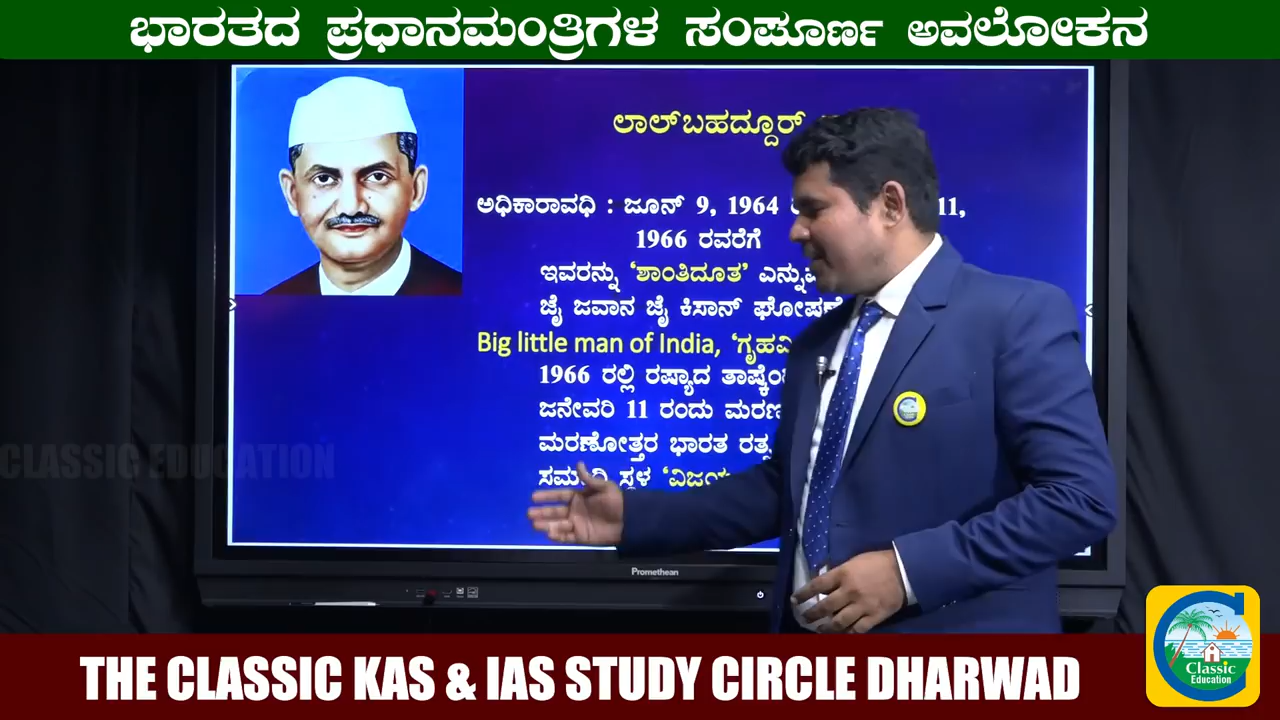 ಭಾರತದ ಪ್ರಧಾನಮಂತ್ರಿಗಳ ಸಂಪೂರ್ಣ ಅವಲೋಕನ
ಲಾಲ್‌ಬಹದ್ದೂರ್
ಅಧಿಕಾರಾವಧಿ : ಜೂನ್ 9, 1964 11,
1966 ರವರೆಗೆ
ಇವರನ್ನು ‘ಶಾಂತಿದೂತ’
ಜೈ ಜವಾನ ಜೈ ಕಿಸಾನ್
Big little man of India,
1966 ರಲ್ಲಿ ರಷ್ಯಾದ
ಜನೇವರಿ 11 ರಂದು
ಮರಣೋತ್ತರ ಭಾರತ ರತ್ನ
ಸ್ಥಳ
CLASSIC EDUCATION
Promethean
THE CLASSIC KAS & IAS STUDY CIRCLE DHARWAD
Classic
Education